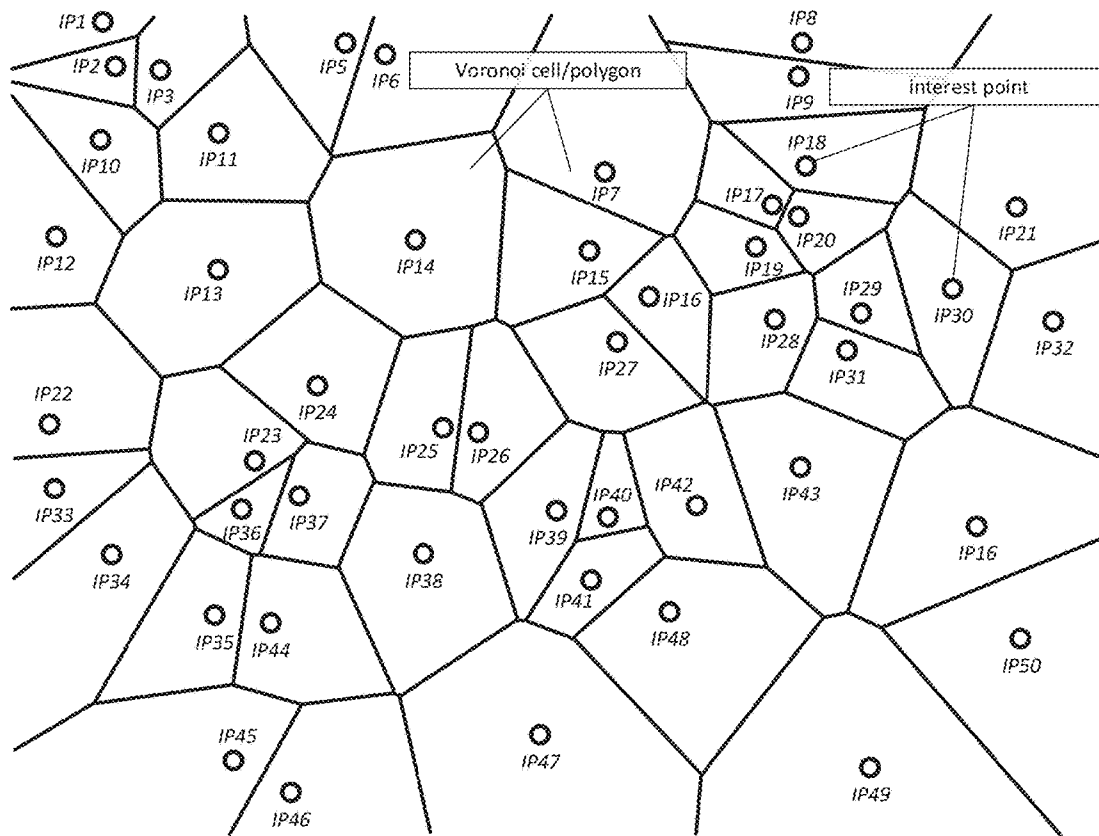 IP1
IP2
IP3
IP5
IP6
IP8
IP9
Voronoi cell/polygon
interest point
IP10
IP11
IP18
IP7
IP17
IP20
IP21
IP12
IP13
IP14
IP15
IP19
IP16
IP29
IP30
IP28
IP32
IP27
IP31
IP22
IP24
IP23
IP25
IP26
IP33
IP36
IP37
IP39
IP40
IP42
IP43
IP16
IP34
IP38
IP41
IP35
IP44
IP48
IP50
IP45
IP46
IP47
IP49